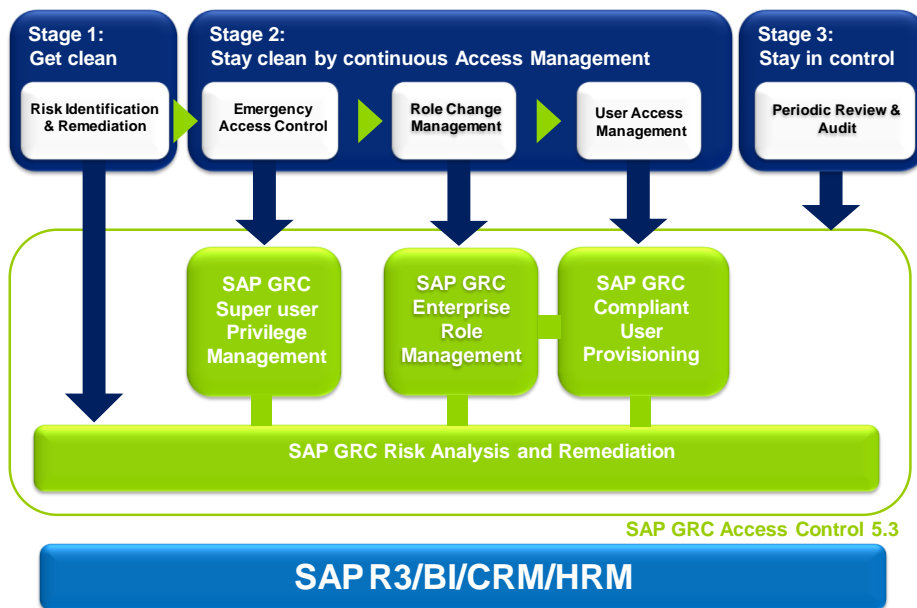 Stage 1:
Get clean
Risk Identification
& Remediation
Stage 2:
Stay clean by continuous Access Management
Emergency
Access Control
Role Change
Management
User Access
Management
Stage 3:
Stay in control
Periodic Review &
Audit
SAP GRC
Super user
Privilege
Management
SAP GRC
Enterprise
Role
Management
SAP GRC
Compliant
User
Provisioning
SAP GRC Risk Analysis and Remediation
SAP GRC Access Control 5.3
SAP R3/BI/CRM/HRM